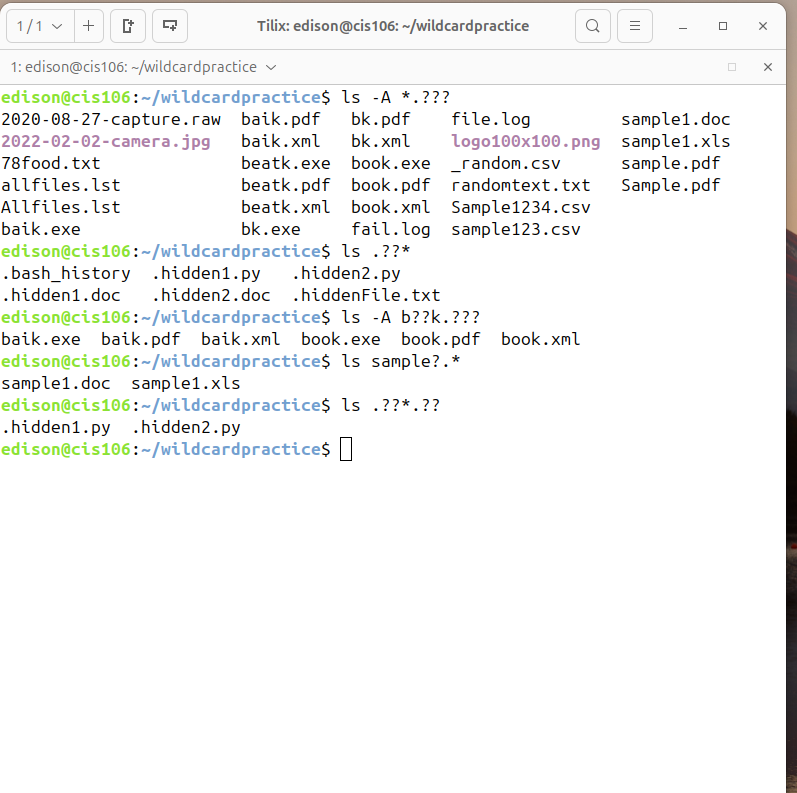 1 / 1
Tilix: edison@cis106: ~/wildcardpractice
1: edison@cis106: ~/wildcardpractice
edison@cis106:~/wildcardpractice$ ls -A *.???
2020-08-27-capture.raw  baik.pdf   bk.pdf    file.log         sample1.doc
2022-02-02-camera.jpg   baik.xml   bk.xml    logo100x100.png  sample1.xls
78food.txt              beatk.exe  book.exe  _random.csv      sample.pdf
allfiles.lst            beatk.pdf  book.pdf  randomtext.txt   Sample.pdf
Allfiles.lst            beatk.xml  book.xml  Sample1234.csv
baik.exe                bk.exe     fail.log  sample123.csv
edison@cis106:~/wildcardpractice$ ls .??*
.bash_history  .hidden1.py   .hidden2.py
.hidden1.doc   .hidden2.doc  .hiddenFile.txt
edison@cis106:~/wildcardpractice$ ls -A b??k.???
baik.exe  baik.pdf  baik.xml  book.exe  book.pdf  book.xml
edison@cis106:~/wildcardpractice$ ls sample?.*
sample1.doc  sample1.xls
edison@cis106:~/wildcardpractice$ ls .??*.??
.hidden1.py  .hidden2.py
edison@cis106:~/wildcardpractice$